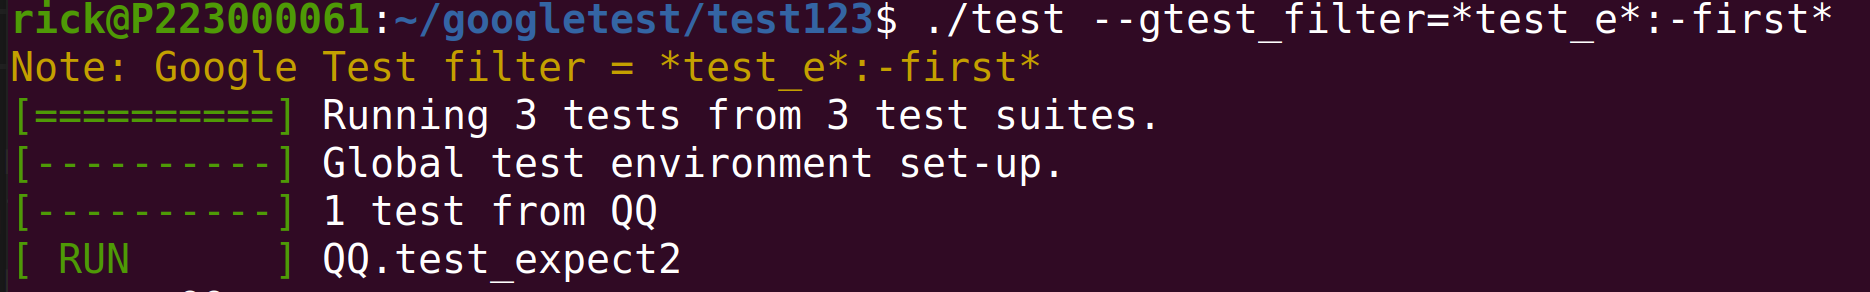 rick@P223000061:~/googletest/test123$ ./test --gtest_filter=*test_e*:-first*
Note: Google Test filter = *test_e*:-first*
[==========] Running 3 tests from 3 test suites.
[----------] Global test environment set-up.
[----------] 1 test from QQ
[ RUN      ] QQ.test_expect2